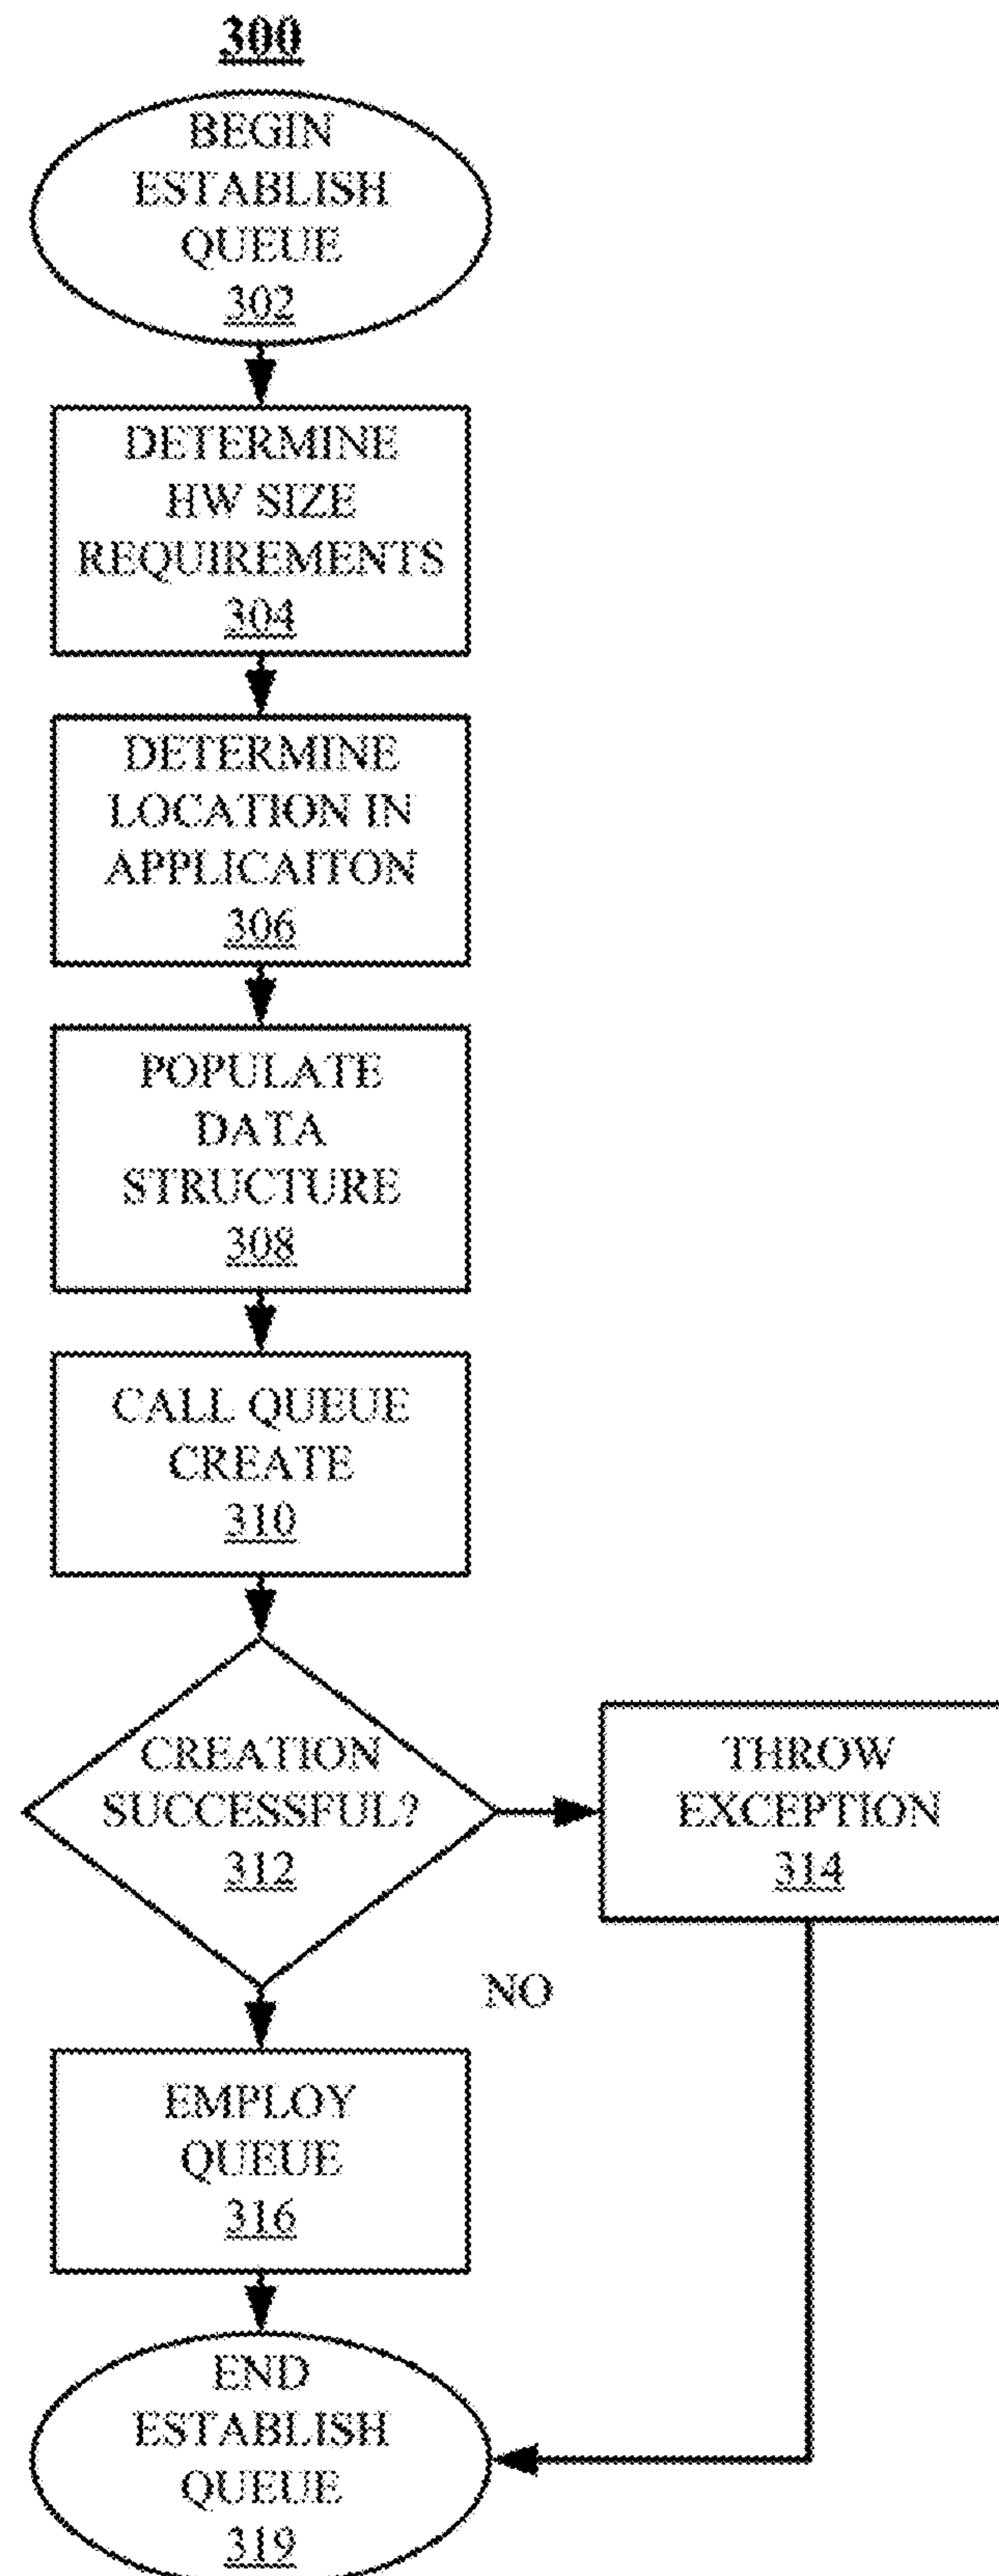 300
BEGIN
ESTABLISH
QUEUE
302
DETERMINE
HW SIZE
REQUIREMENTS
304
DETERMINE
LOCATION IN
APPLICAITON
306
POPULATE
DATA
STRUCTURE
308
CALL QUEUE
CREATE
310
CREATION
SUCCESSFUL?
312
THROW
EXCEPTION
314
NO
EMPLOY
QUEUE
316
END
ESTABLISH
QUEUE
319